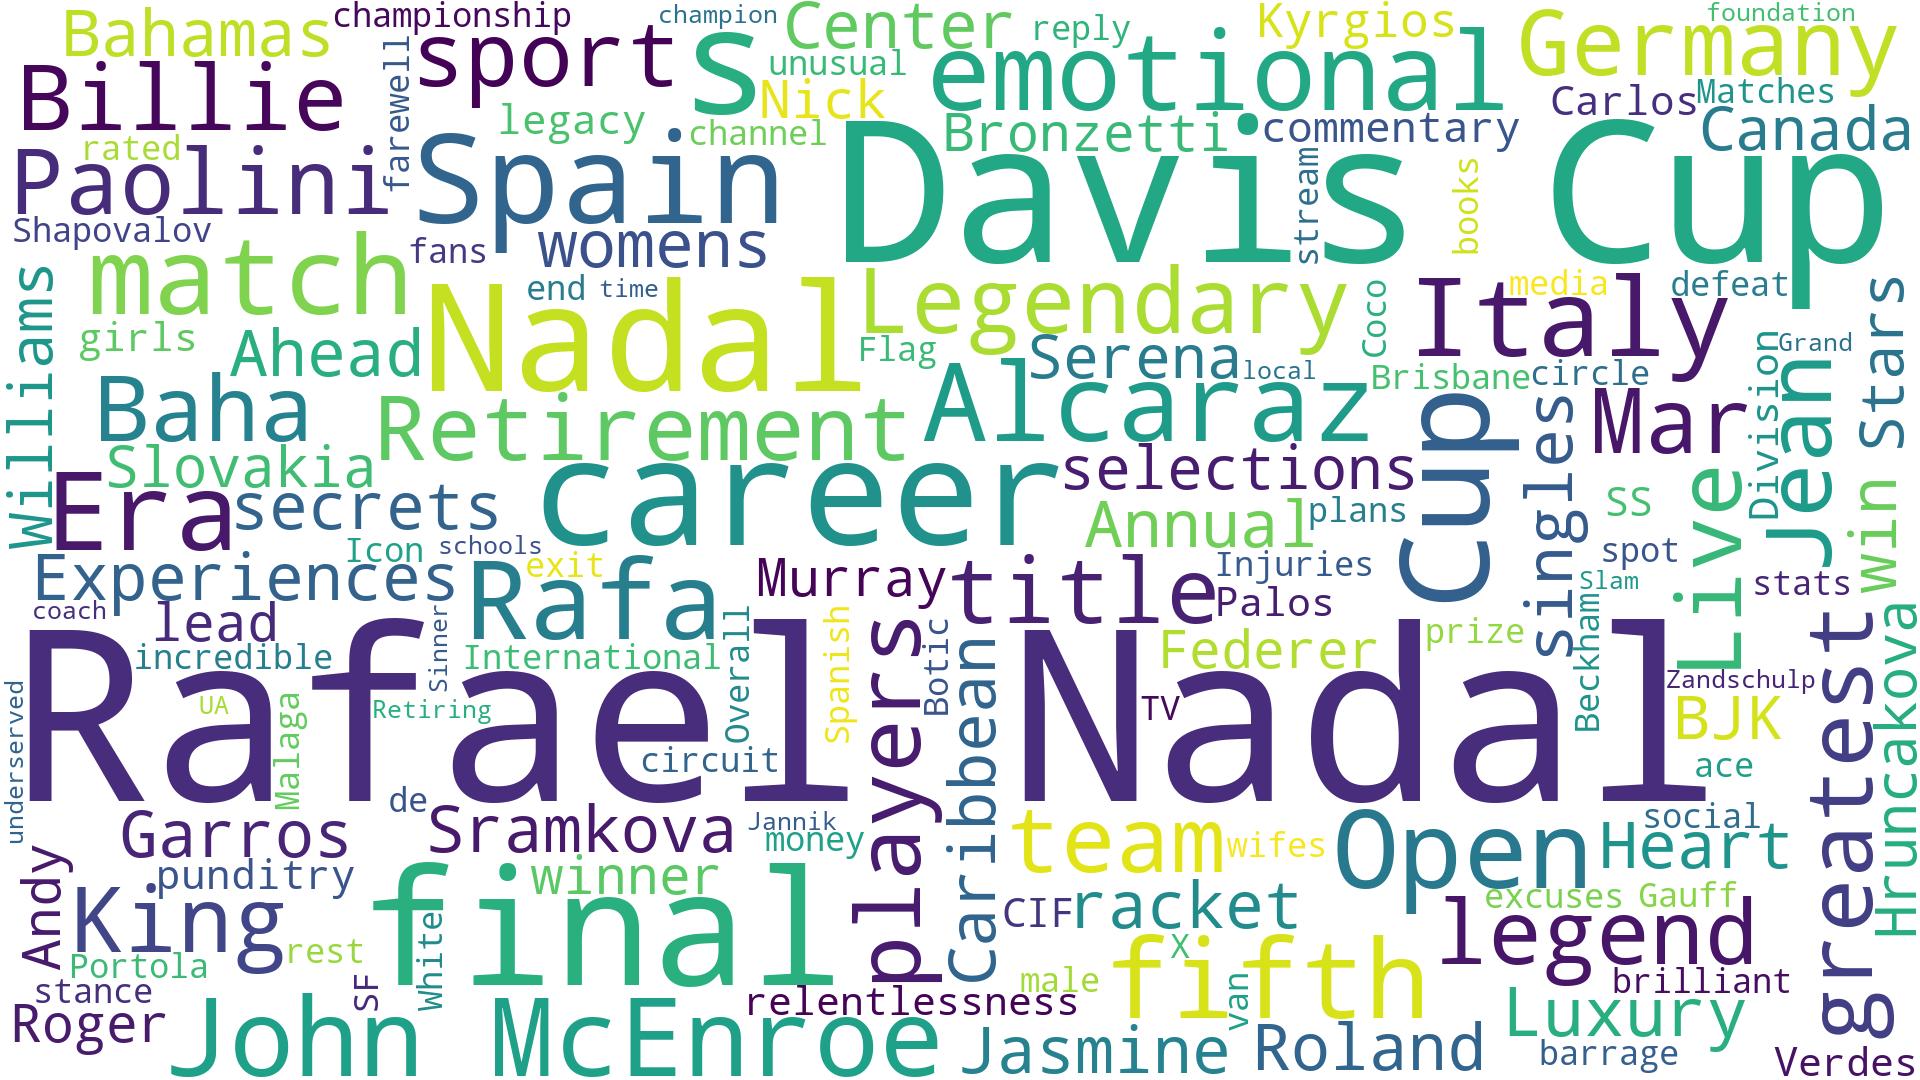 Bahamas
championship
champion
Center
reply
Kyrgios
foundation
Germany
sport
s
unusual
emotional
Billie
farewell
Nick
Carlos
Matches
legacy
channel
Bronzetti
commentary
Canada
rated
Paolini
Spain
Davis Cup
stream
books
Shapovalov
fans
womens
match
Williams
end
time
Legendary
Coco
Italy
media
defeat
Stars
girls
Ahead
Nadal
Flag
Serena
local
Brisbane
circle
Division
Grand
Jean
Baha
Retirement
Alcaraz
Cup
singles
Mar
Slovakia
career
selections
Era
secrets
Annual
plans
SS
Live
win
Icon
schools
exit
Experiences
Rafa
Murray
title
Injuries
spot
Slam
stats
Palos
coach
lead
incredible
Sinner
International
Overall
Spanish
players
Botic
Caribbean
Federer
prize
Beckham
greatest
Hruncakova
Rafael Nadal
Zandschulp
underserved
UA
Malaga
Retiring
TV
BJK
circuit
ace
de
Garros
Sramkova
Jannik
money
team
wifes
Open
social
Heart
Andy
punditry
King
final
winner
CIF
racket
excuses
Gauff
legend
White
rest
Portola
SF
X
fifth
stance
male
van
brilliant
relentlessness
Roger
John McEnroe
Jasmine
Roland
Luxury
barrage
Verdes